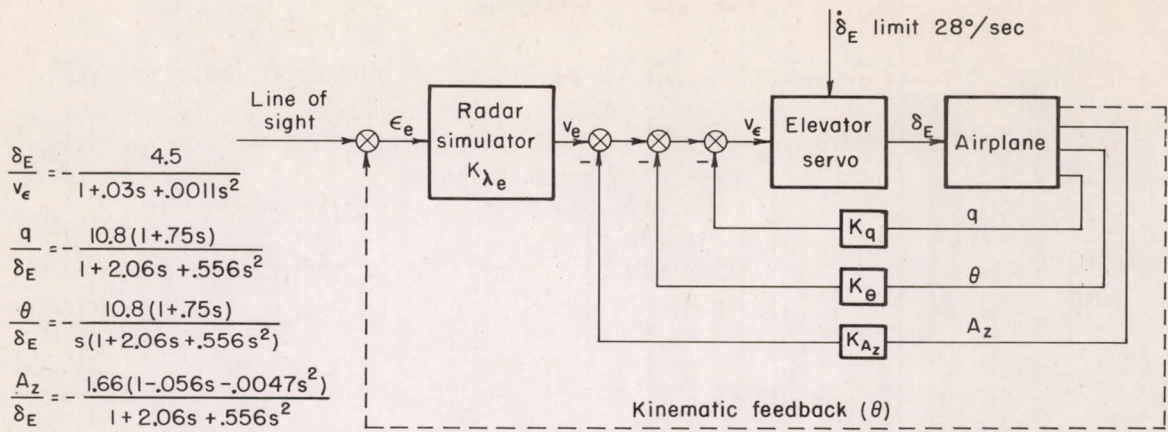 δ̇_E limit 28°/sec
Line of
sight
ϵ_e
Radar
simulator
K_λ_e
v_e
-
-
-
v_ϵ
Elevator
servo
δ_E
Airplane
K_q
q
K_θ
θ
K_A_z
A_z
Kinematic feedback (θ)
δ_E/v_ϵ = - 4.5/(1+.03s+.0011s²)
q/δ_E = - 10.8(1+.75s)/(1+2.06s+.556s²)
θ/δ_E = - 10.8(1+.75s)/(s(1+2.06s+.556s²))
A_z/δ_E = - 1.66(1-.056s-.0047s²)/(1+2.06s+.556s²)